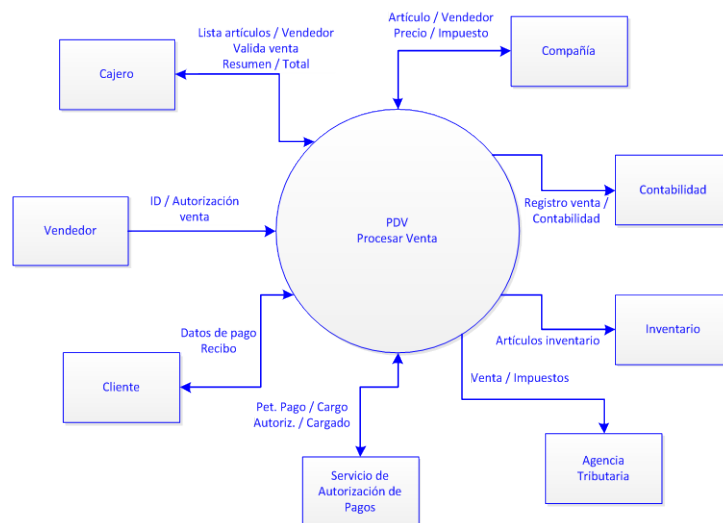 Lista artículos / Vendedor
Valida venta
Resumen / Total
Artículo / Vendedor
Precio / Impuesto
Cajero
Compañía
ID / Autorización
venta
Vendedor
PDV
Procesar Venta
Contabilidad
Registro venta /
Contabilidad
Datos de pago
Recibo
Cliente
Artículos inventario
Inventario
Venta / Impuestos
Pet. Pago / Cargo
Autoriz. / Cargado
Servicio de
Autorización de
Pagos
Agencia
Tributaria